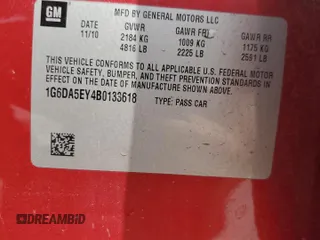 GM
MFD BY GENERAL MOTORS LLC
DATE GVWR GAWR FRT GAWR RR
11/10 2184 KG 1009 KG 1175 KG
4816 LB 2225 LB 2591 LB
THIS VEHICLE CONFORMS TO ALL APPLICABLE U.S. FEDERAL MOTOR
VEHICLE SAFETY, BUMPER, AND THEFT PREVENTION STANDARDS
IN EFFECT ON THE DATE OF MANUFACTURE SHOWN ABOVE.
1G6DA5EY4B0133618 TYPE: PASS CAR
DREAMBID